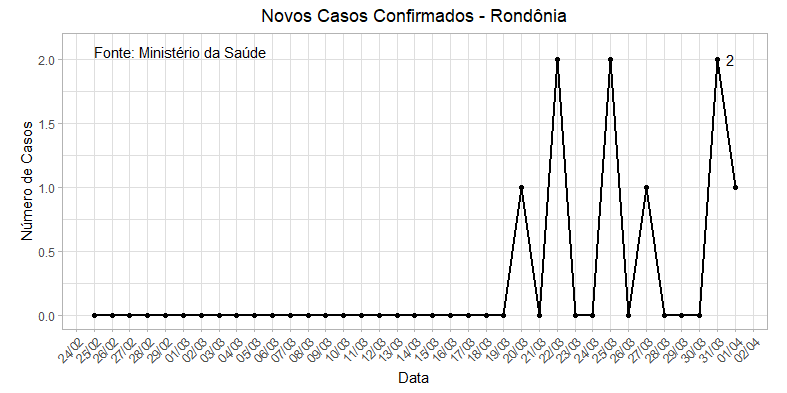 Novos Casos Confirmados - Rondônia
Fonte: Ministério da Saúde
2
Número de Casos
2.0
1.5
1.0
0.5
0.0
24/02 25/02 26/02 27/02 28/02 29/02 01/03 02/03 03/03 04/03 05/03 06/03 07/03 08/03 09/03 10/03 11/03 12/03 13/03 14/03 15/03 16/03 17/03 18/03 19/03 20/03 21/03 22/03 23/03 24/03 25/03 26/03 27/03 28/03 29/03 30/03 31/03 01/04 02/04
Data